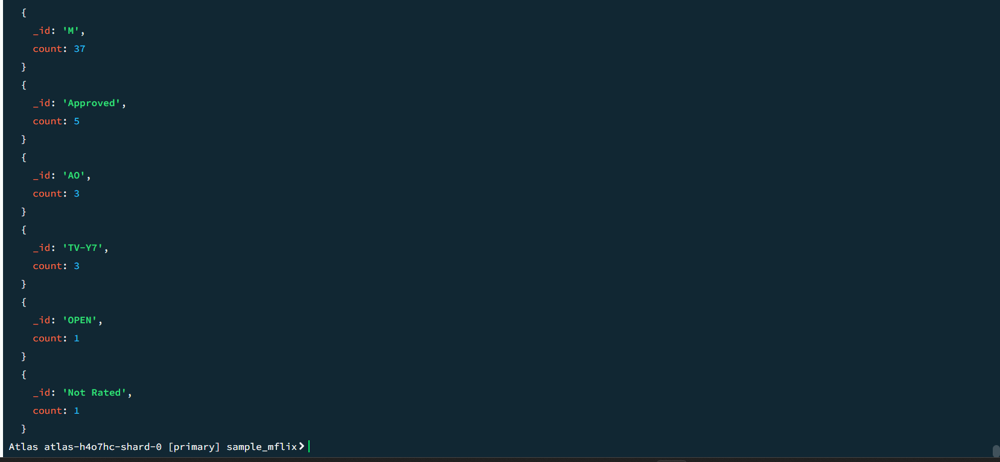 {
_id: 'M',
count: 37
}
{
_id: 'Approved',
count: 5
}
{
_id: 'AO',
count: 3
}
{
_id: 'TV-Y7',
count: 3
}
{
_id: 'OPEN',
count: 1
}
{
_id: 'Not Rated',
count: 1
}
Atlas atlas-h4o7hc-shard-0 [primary] sample_mflix>